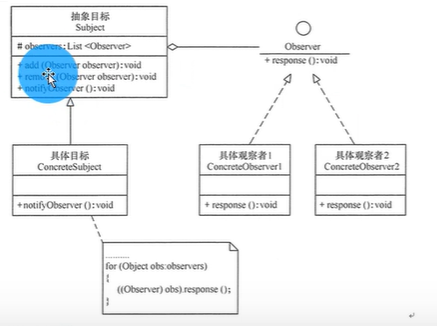 抽象目标
Subject
# observers:List <Observer>
+ add (Observer observer):void
(Observer observer):void
+ notifyObserver ():void
Observer
+ response ():void
具体目标
ConcreteSubject
+notifyObserver ():void
具体观察者1
ConcreteObserver1
+ response ():void
具体观察者2
ConcreteObserver2
+ response ():void
............
for (Object obs:observers)
{
((Observer) obs).response ();
}